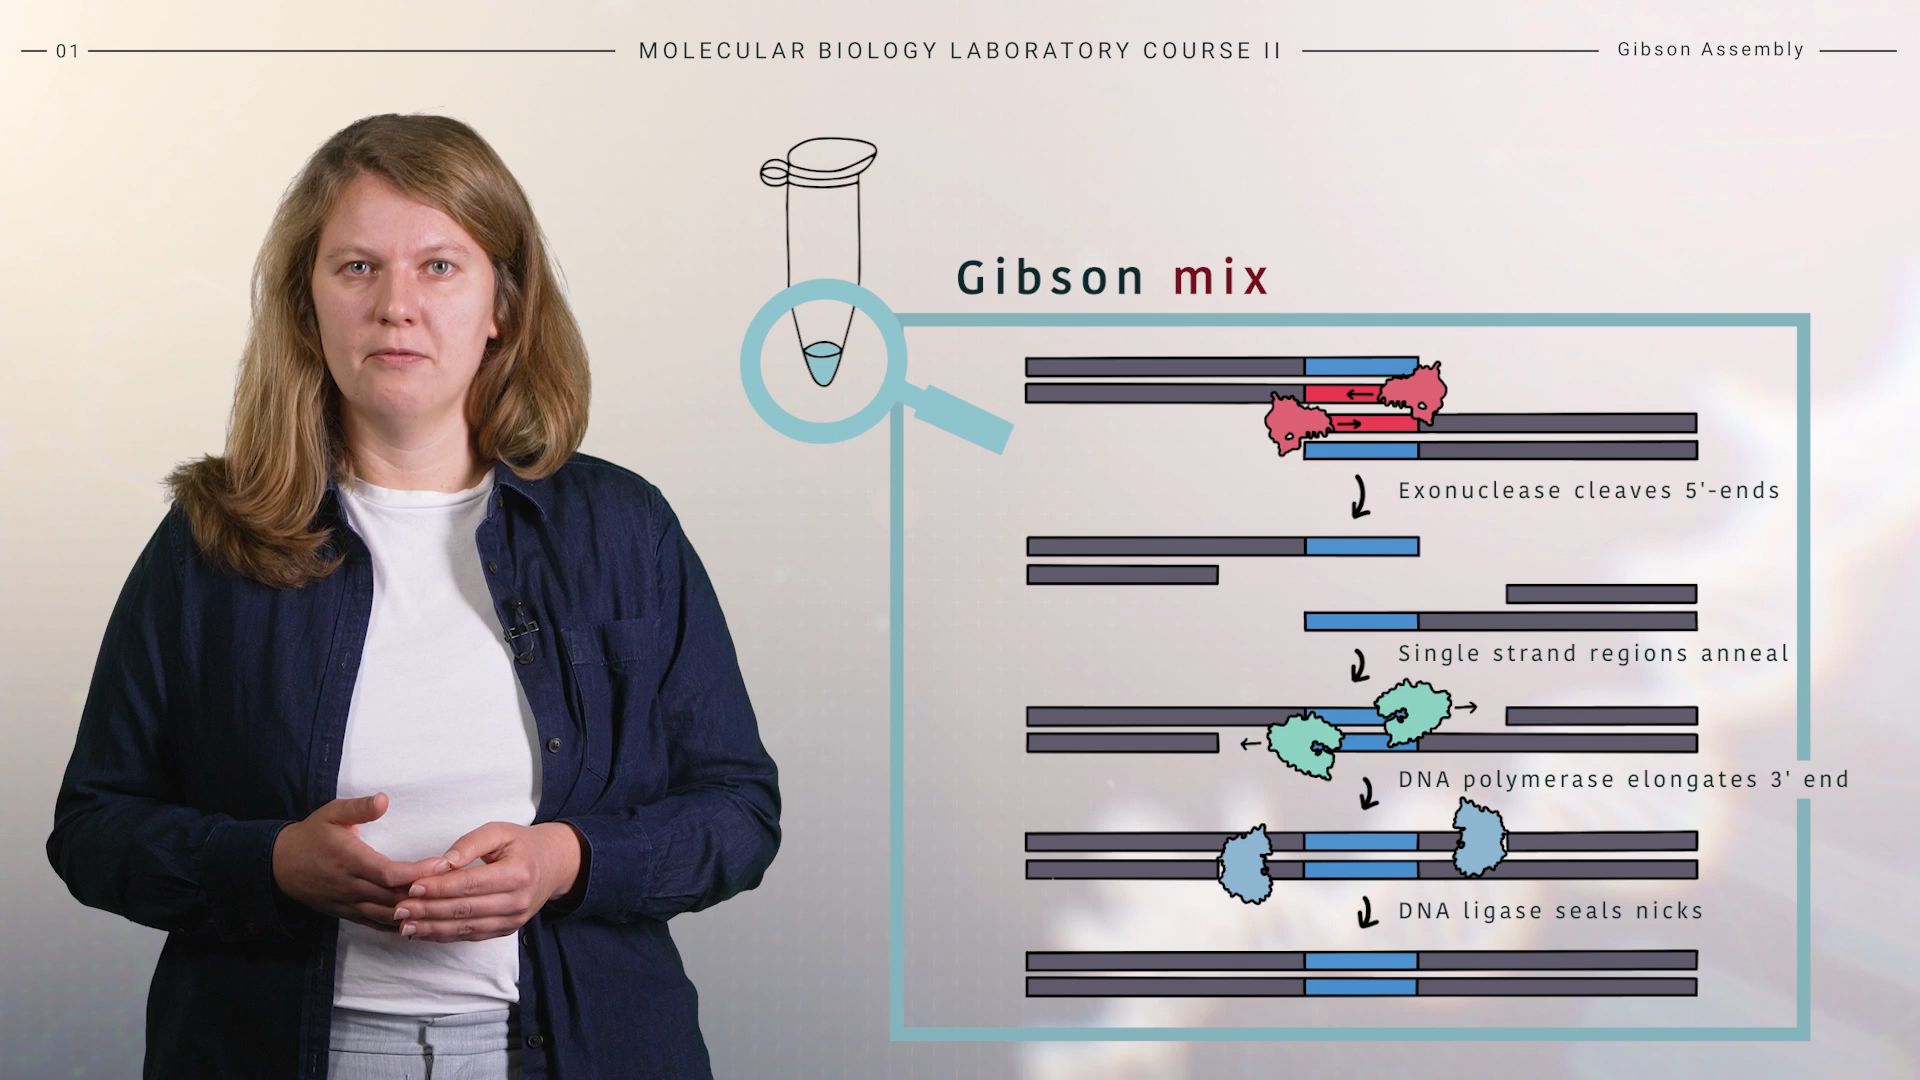 01
MOLECULAR BIOLOGY LABORATORY COURSE II
Gibson Assembly
Gibson mix
Exonuclease cleaves 5'-ends
Single strand regions anneal
DNA polymerase elongates 3' end
DNA ligase seals nicks